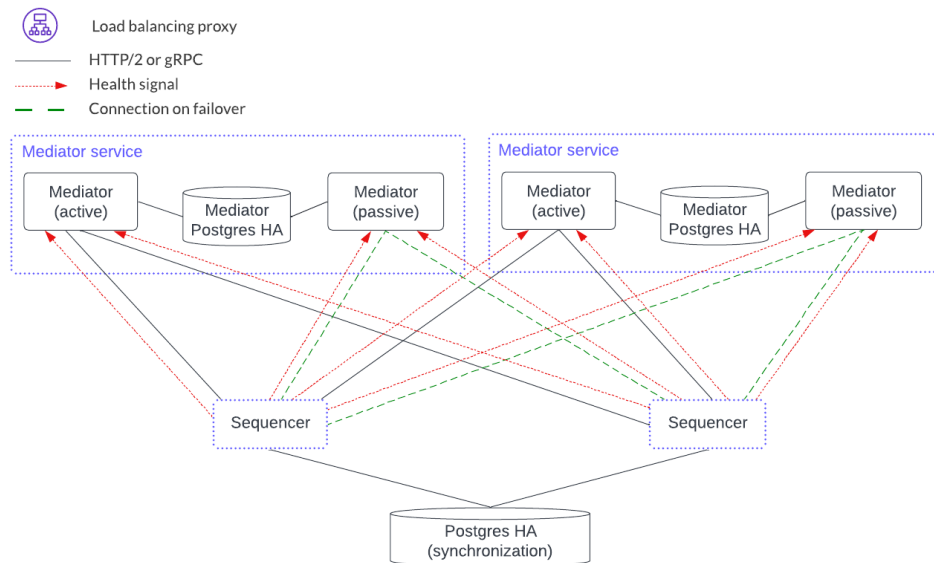 Load balancing proxy
HTTP/2 or gRPC
Health signal
Connection on failover
Mediator service
Mediator
(active)
Mediator
Postgres HA
Mediator
(passive)
Mediator service
Mediator
(active)
Mediator
Postgres HA
Mediator
(passive)
Sequencer
Sequencer
Postgres HA
(synchronization)